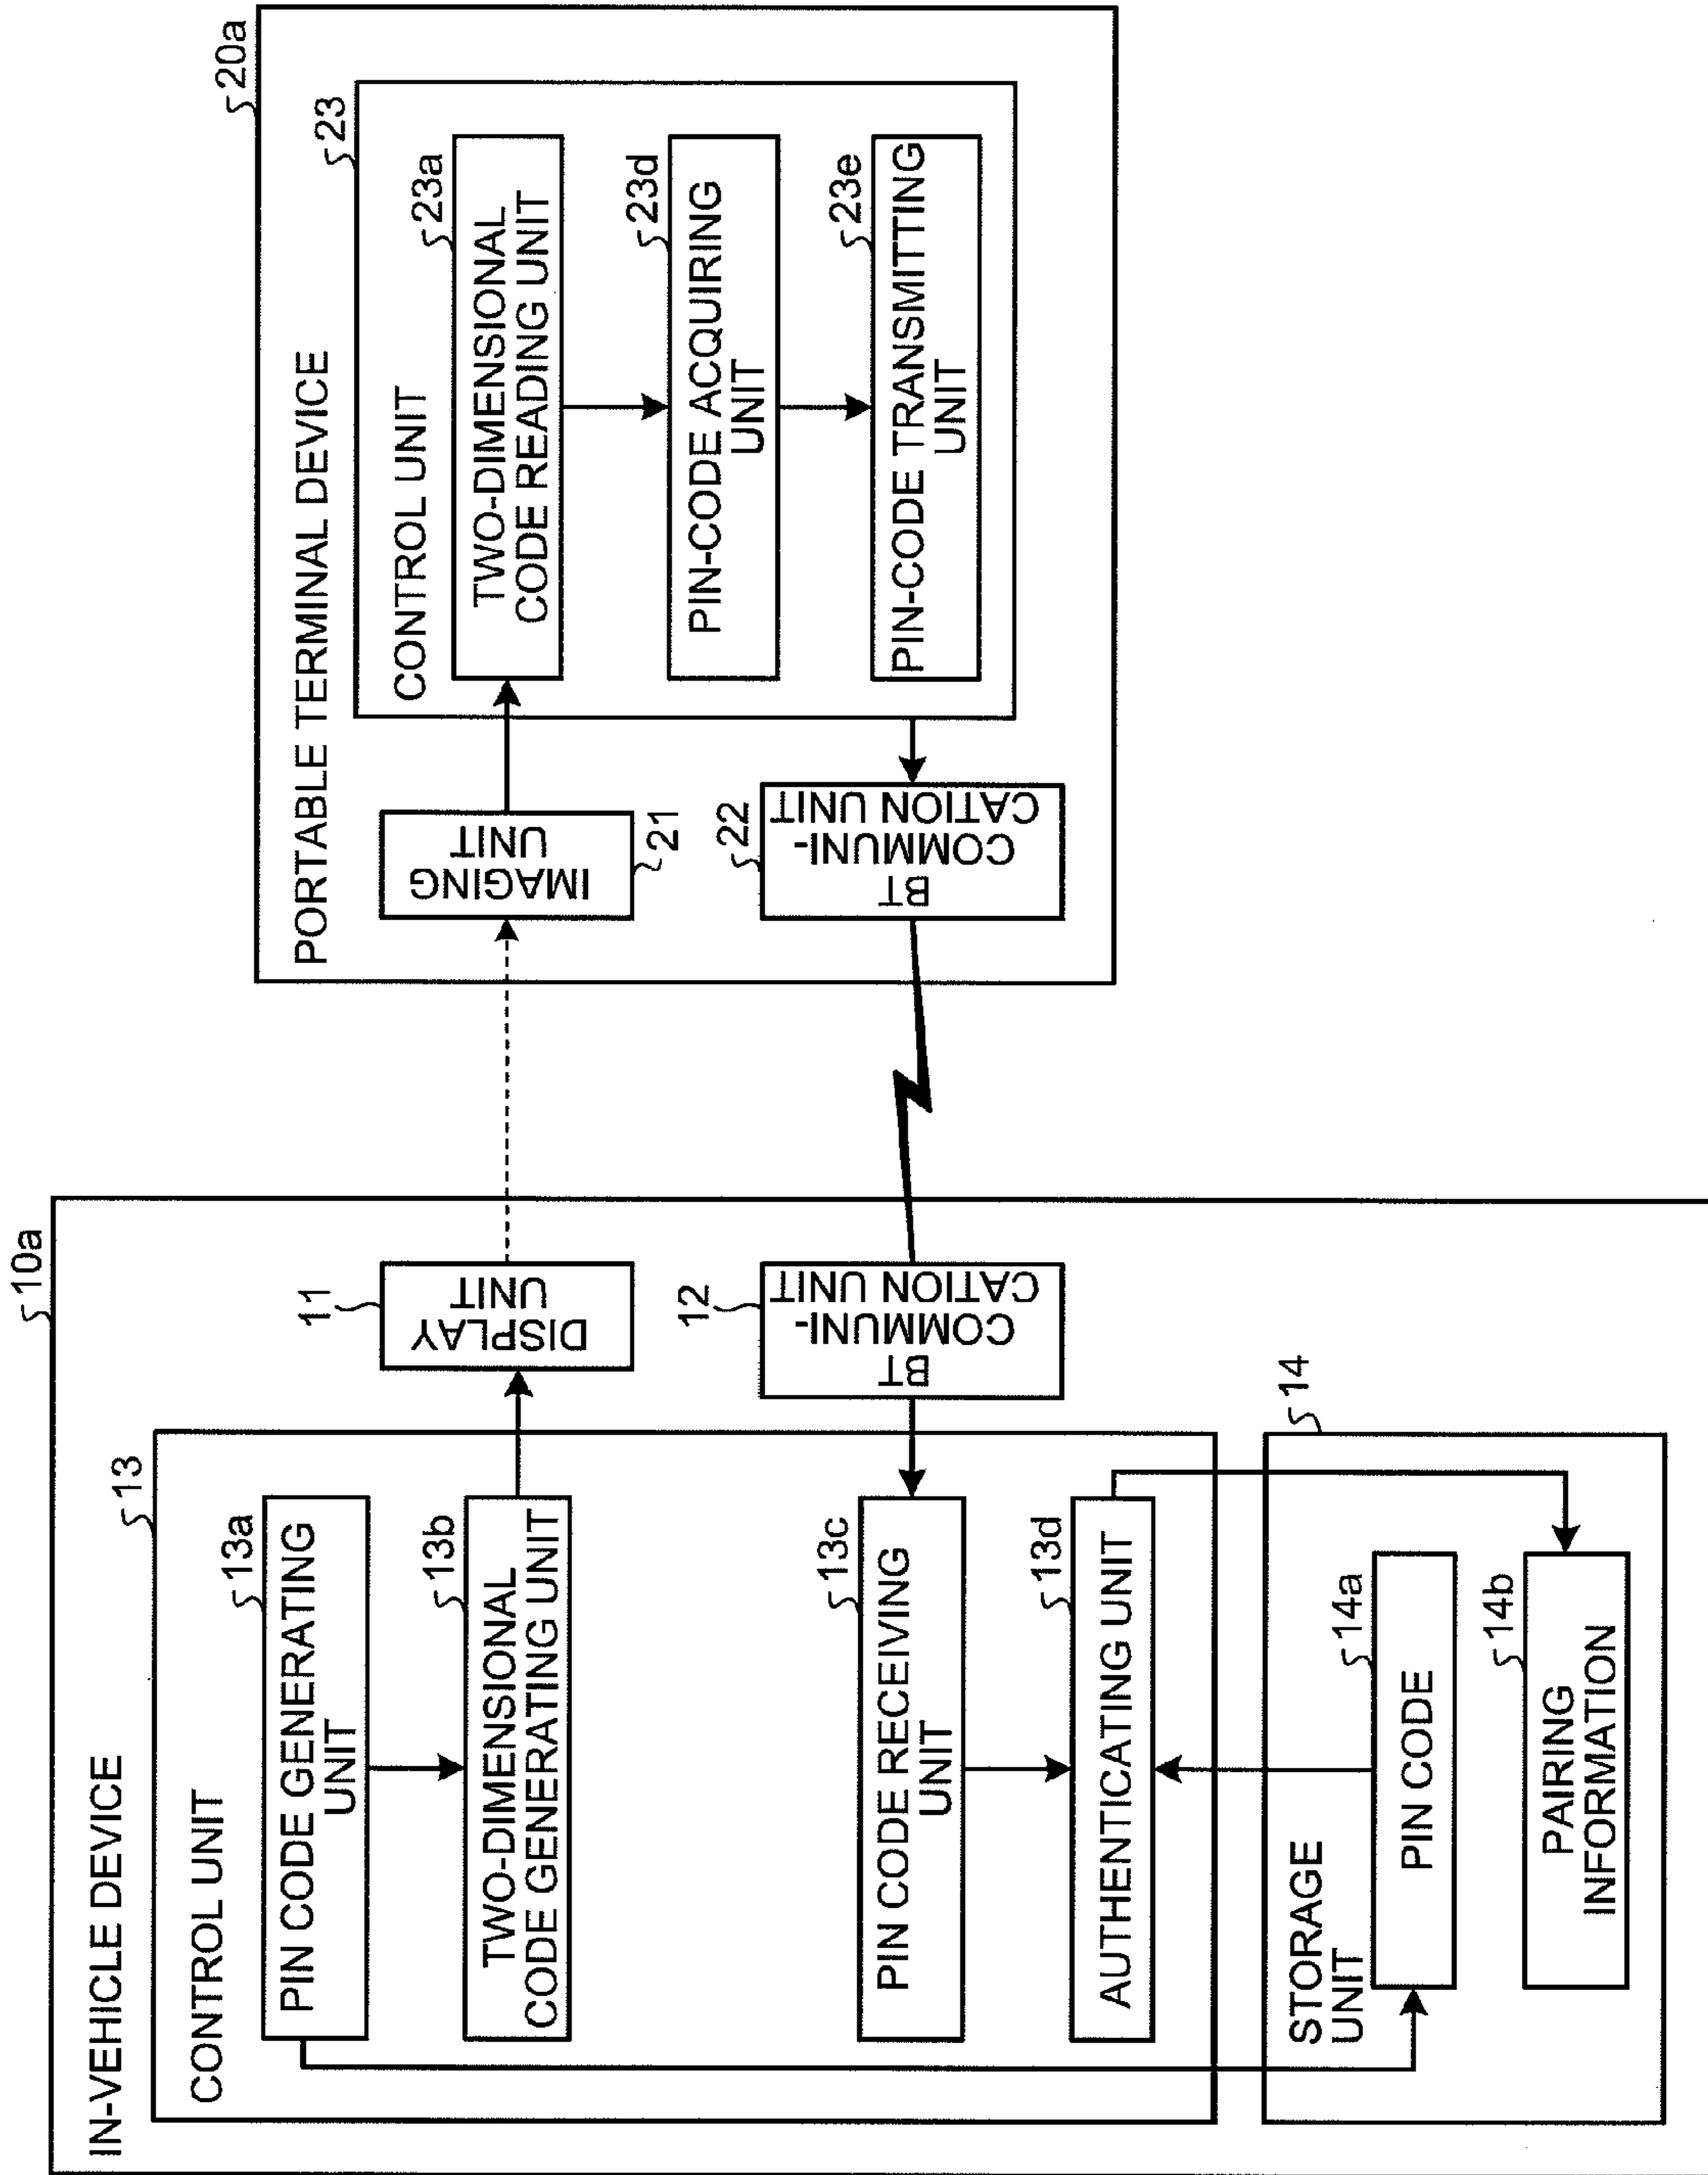 10a
IN-VEHICLE DEVICE
13
CONTROL UNIT
13a
PIN CODE GENERATING
UNIT
13b
TWO-DIMENSIONAL
CODE GENERATING UNIT
13c
PIN CODE RECEIVING
UNIT
13d
AUTHENTICATING UNIT
14
STORAGE
UNIT
14a
PIN CODE
14b
PAIRING
INFORMATION
11
DISPLAY
UNIT
12
BT
COMMUNI-
CATION UNIT
20a
PORTABLE TERMINAL DEVICE
21
IMAGING
UNIT
22
BT
COMMUNI-
CATION UNIT
23
CONTROL UNIT
23a
TWO-DIMENSIONAL
CODE READING UNIT
23d
PIN-CODE ACQUIRING
UNIT
23e
PIN-CODE TRANSMITTING
UNIT